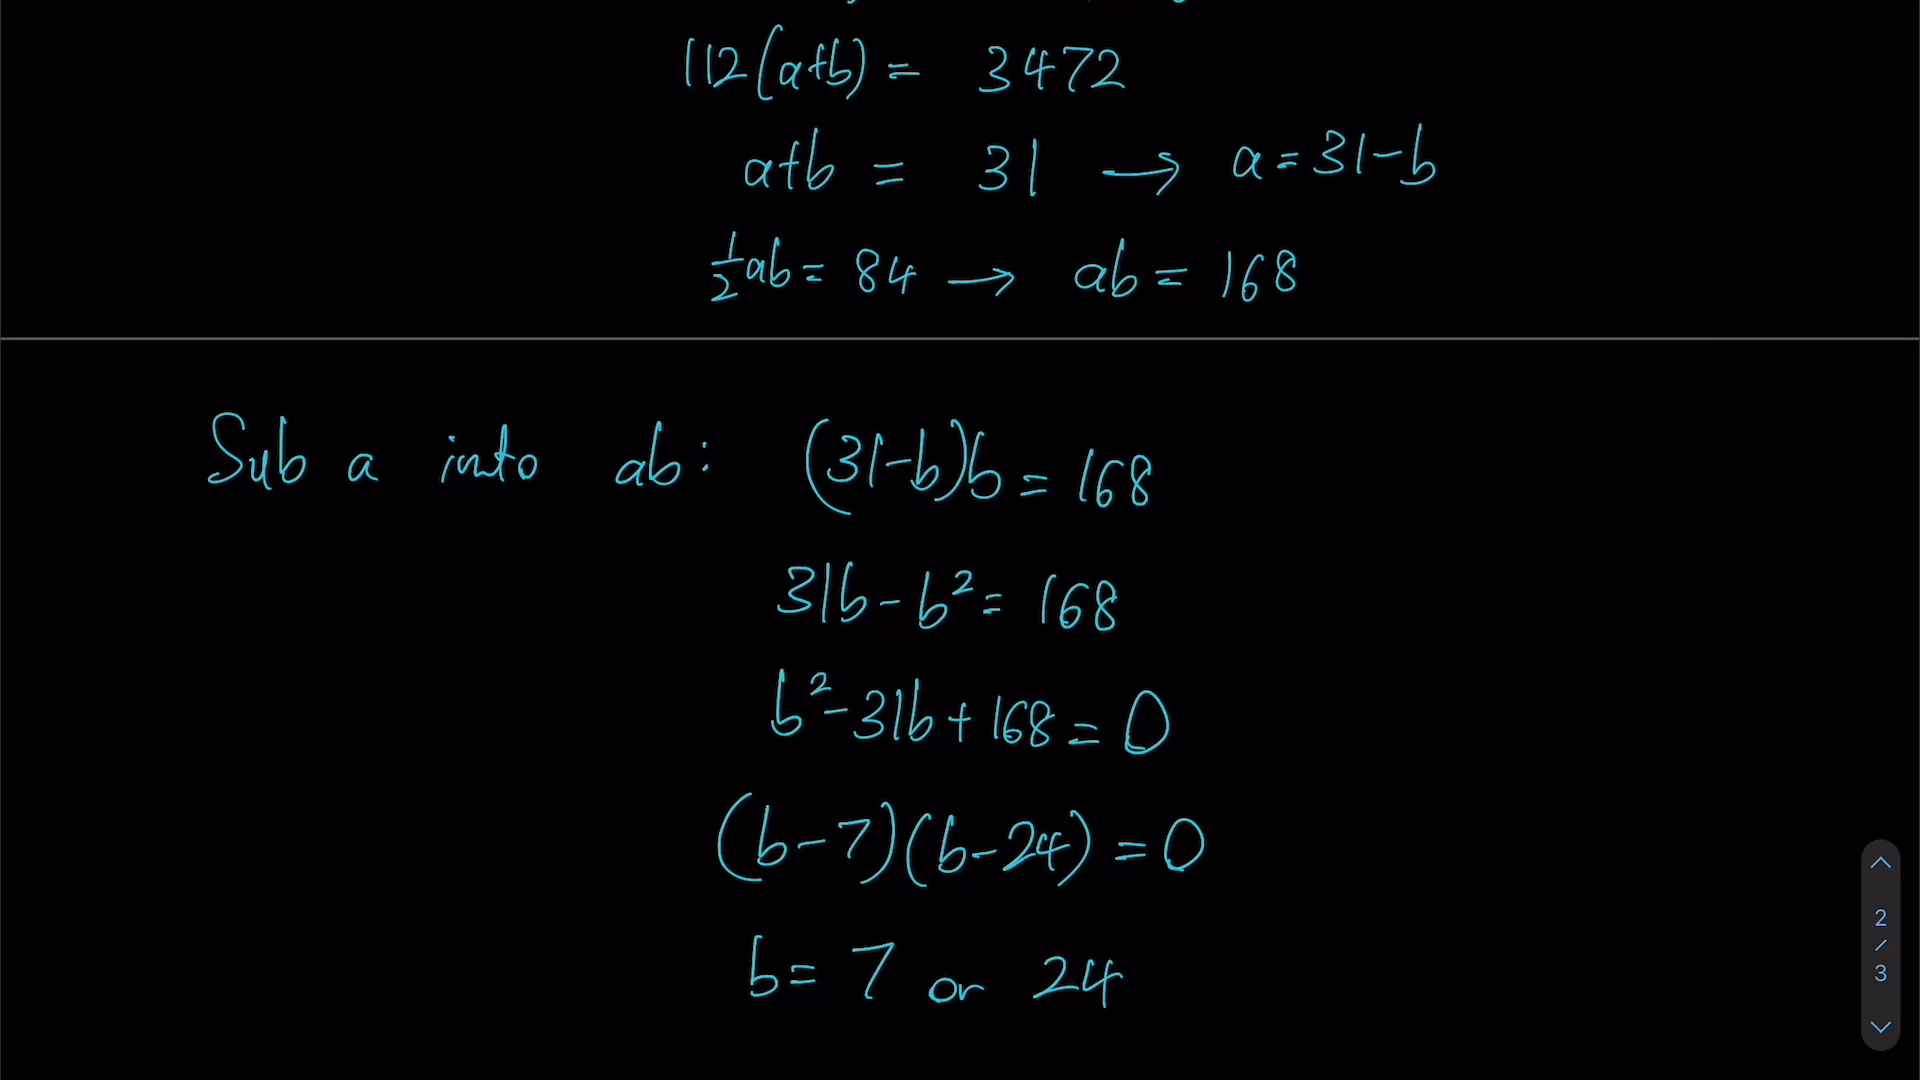 112(a+b) = 3472
a+b = 31 → a = 31-b
½ab = 84 → ab = 168
Sub a into ab: (31-b)b = 168
31b - b² = 168
b² - 31b + 168 = 0
(b-7)(b-24) = 0
b = 7 or 24
2
/
3